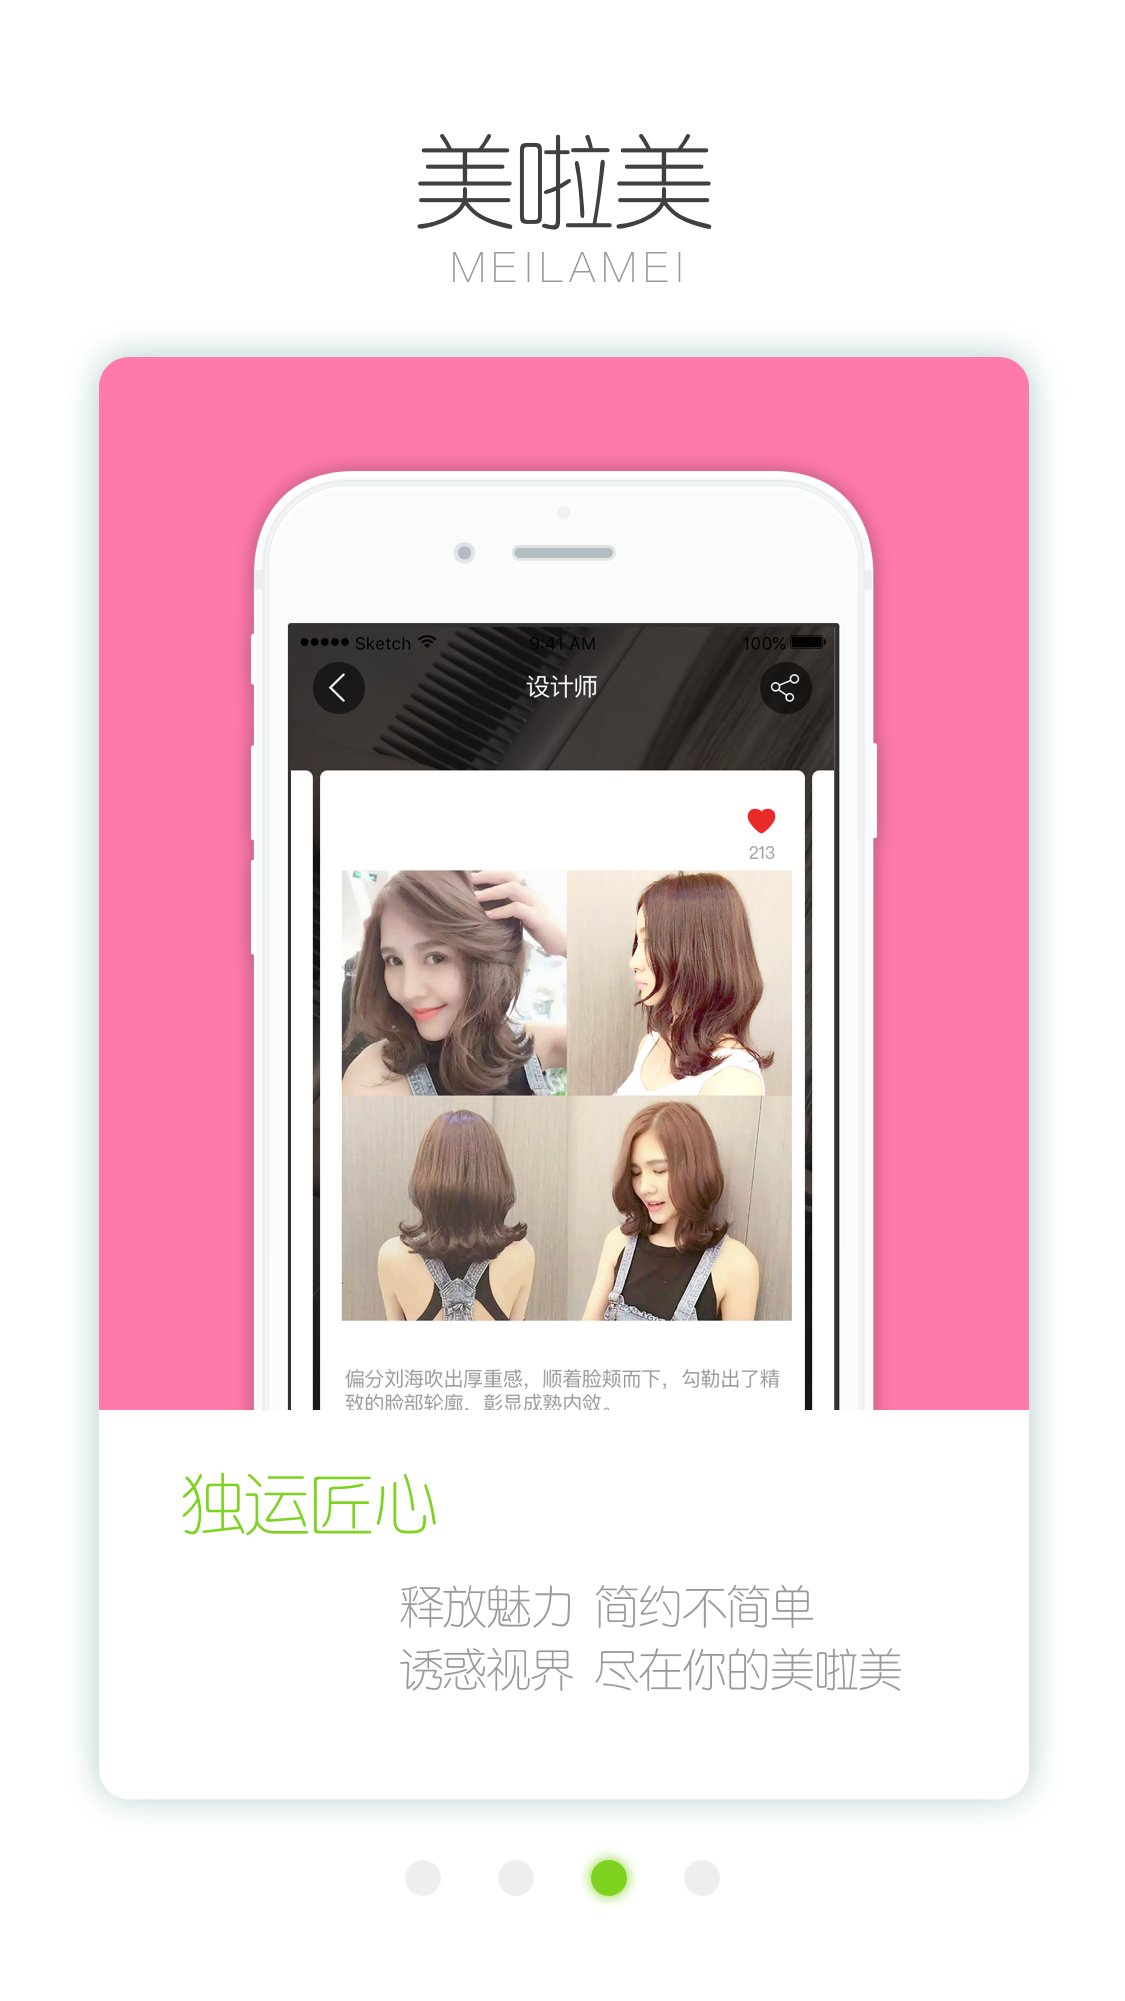 美啦美
MEILAMEI
Sketch 9:41 AM 100%
设计师
213
偏分刘海吹出厚重感，顺着脸颊而下，勾勒出了精
致的脸部轮廓，彰显成熟内敛。
独运匠心
释放魅力 简约不简单
诱惑视界 尽在你的美啦美